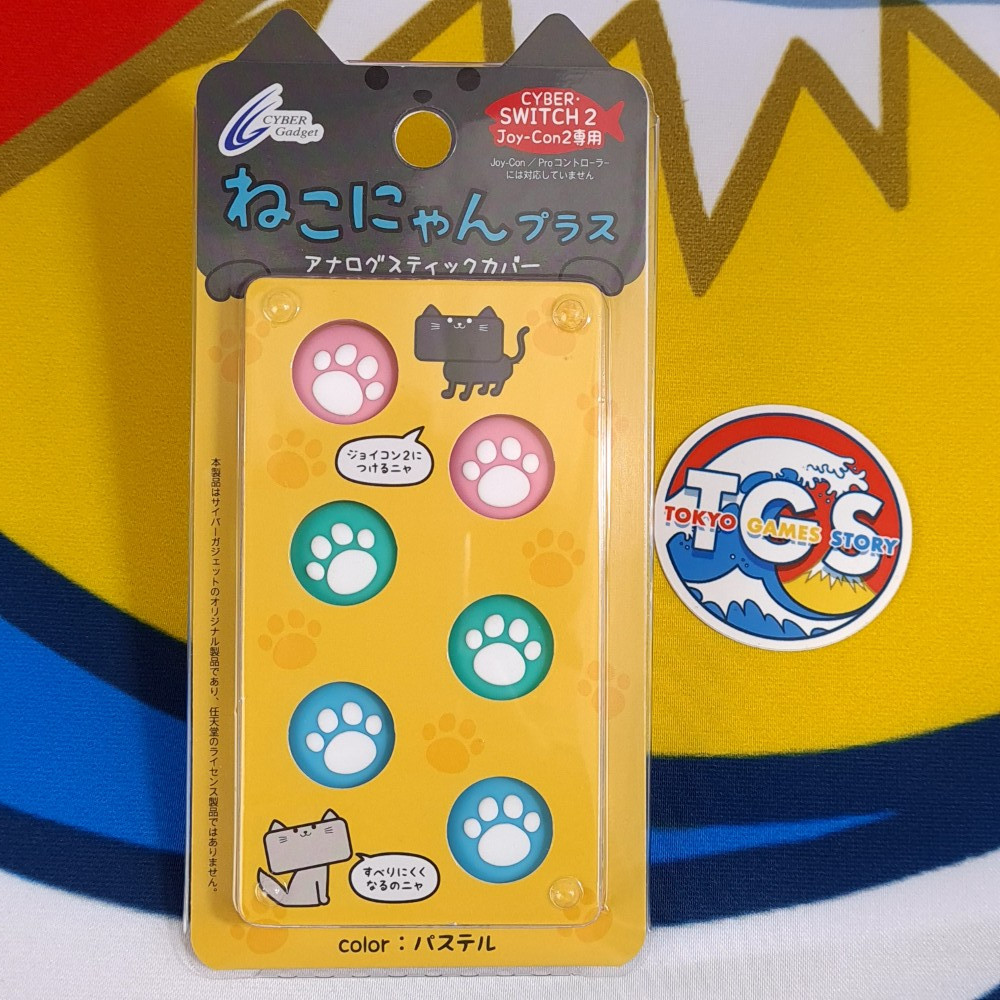 CYBER
Gadget
CYBER・
SWITCH 2
Joy-Con2専用
Joy-Con／Proコントローラー
には対応していません
ねこにゃんプラス
アナログスティックカバー
ジョイコン2に
つけるニャ
本製品はサイバーガジェットのオリジナル製品であり、任天堂のライセンス製品ではありません。
すべりにくく
なるのニャ
color：パステル
TGS
TOKYO GAMES STORY